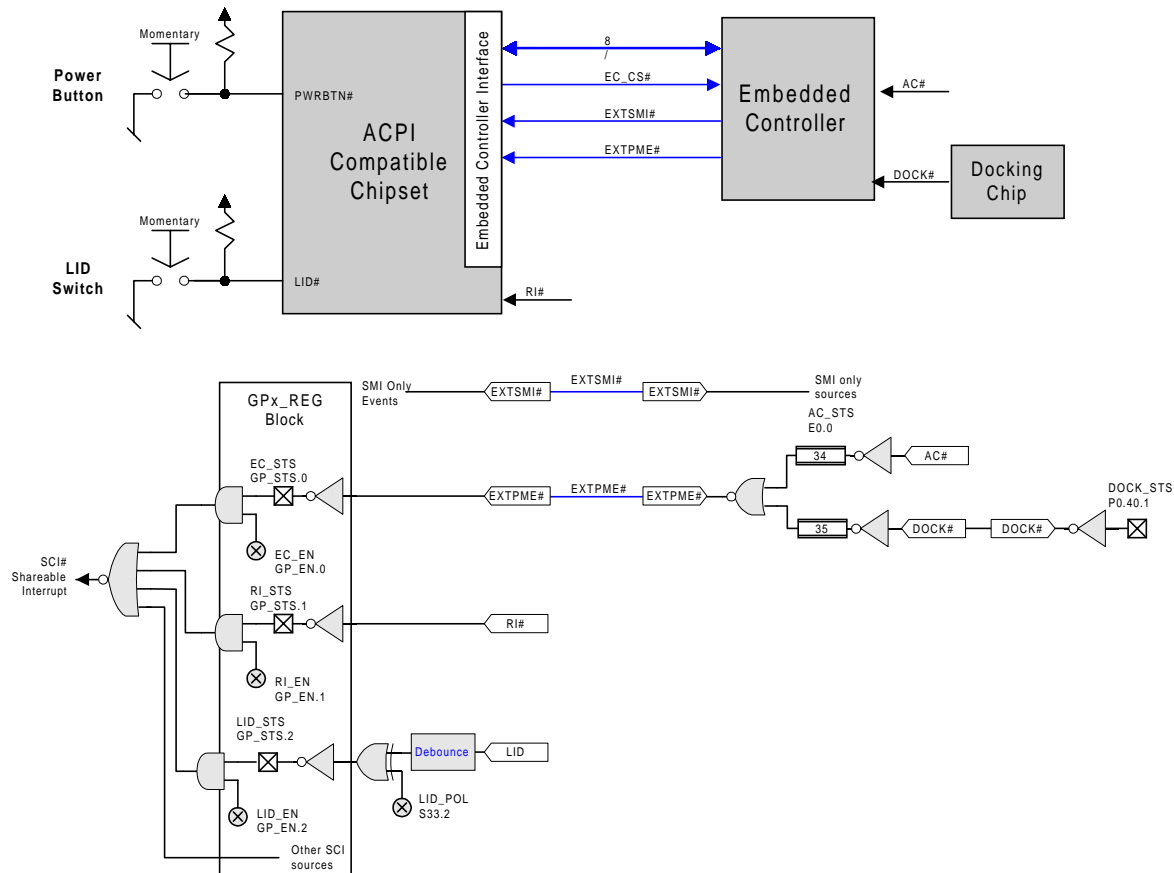 Momentary
Power
Button
PWRBTN#
ACPI
Compatible
Chipset
Embedded Controller Interface
8
/
EC_CS#
EXTSMI#
EXTPME#
Embedded
Controller
AC#
DOCK#
Docking
Chip
Momentary
LID
Switch
LID#
RI#
GPx_REG
Block
SMI Only
Events
EXTSMI#
EXTSMI#
EXTSMI#
SMI only
sources
AC_STS
E0.0
34
AC#
EC_STS
GP_STS.0
EXTPME#
EXTPME#
EXTPME#
DOCK_STS
P0.40.1
35
DOCK#
DOCK#
EC_EN
GP_EN.0
SCI#
Shareable
Interrupt
RI_STS
GP_STS.1
RI#
RI_EN
GP_EN.1
LID_STS
GP_STS.2
Debounce
LID
LID_POL
S33.2
LID_EN
GP_EN.2
Other SCI
sources